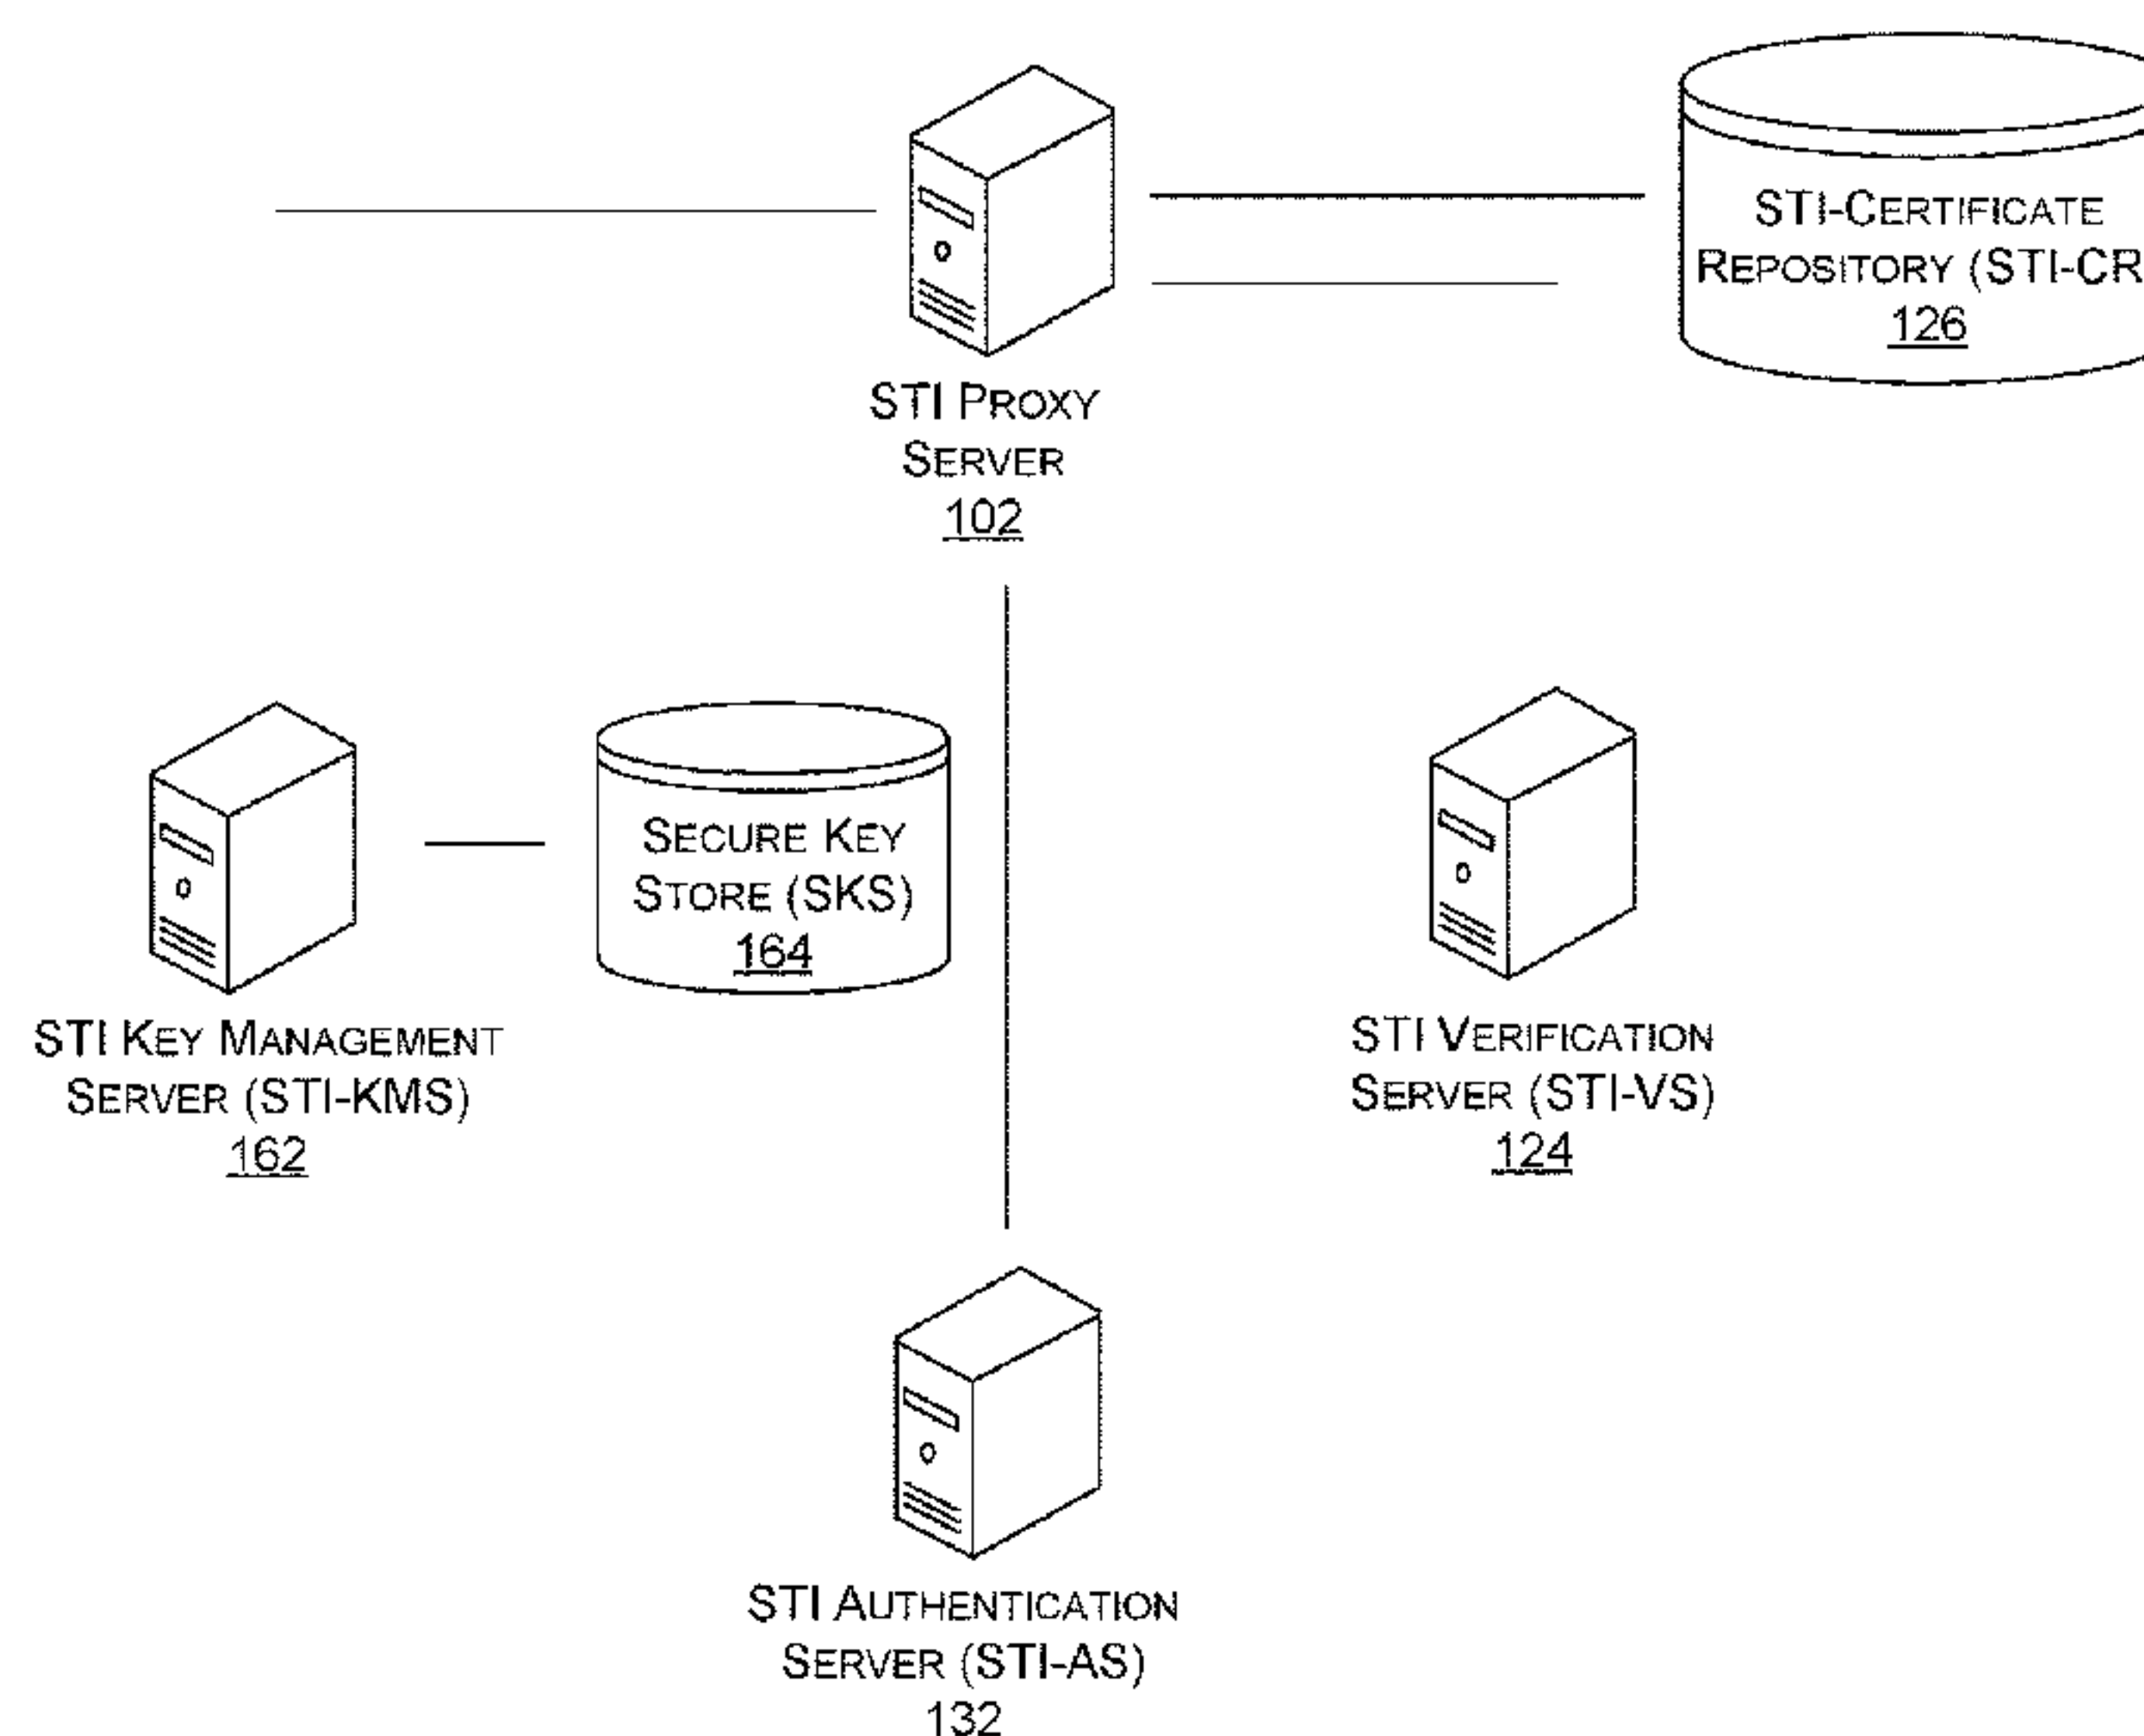 STI-CERTIFICATE
REPOSITORY (STI-CR
126
STI PROXY
SERVER
102
SECURE KEY
STORE (SKS)
164
STI KEY MANAGEMENT
SERVER (STI-KMS)
162
STI VERIFICATION
SERVER (STI-VS)
124
STI AUTHENTICATION
SERVER (STI-AS)
132